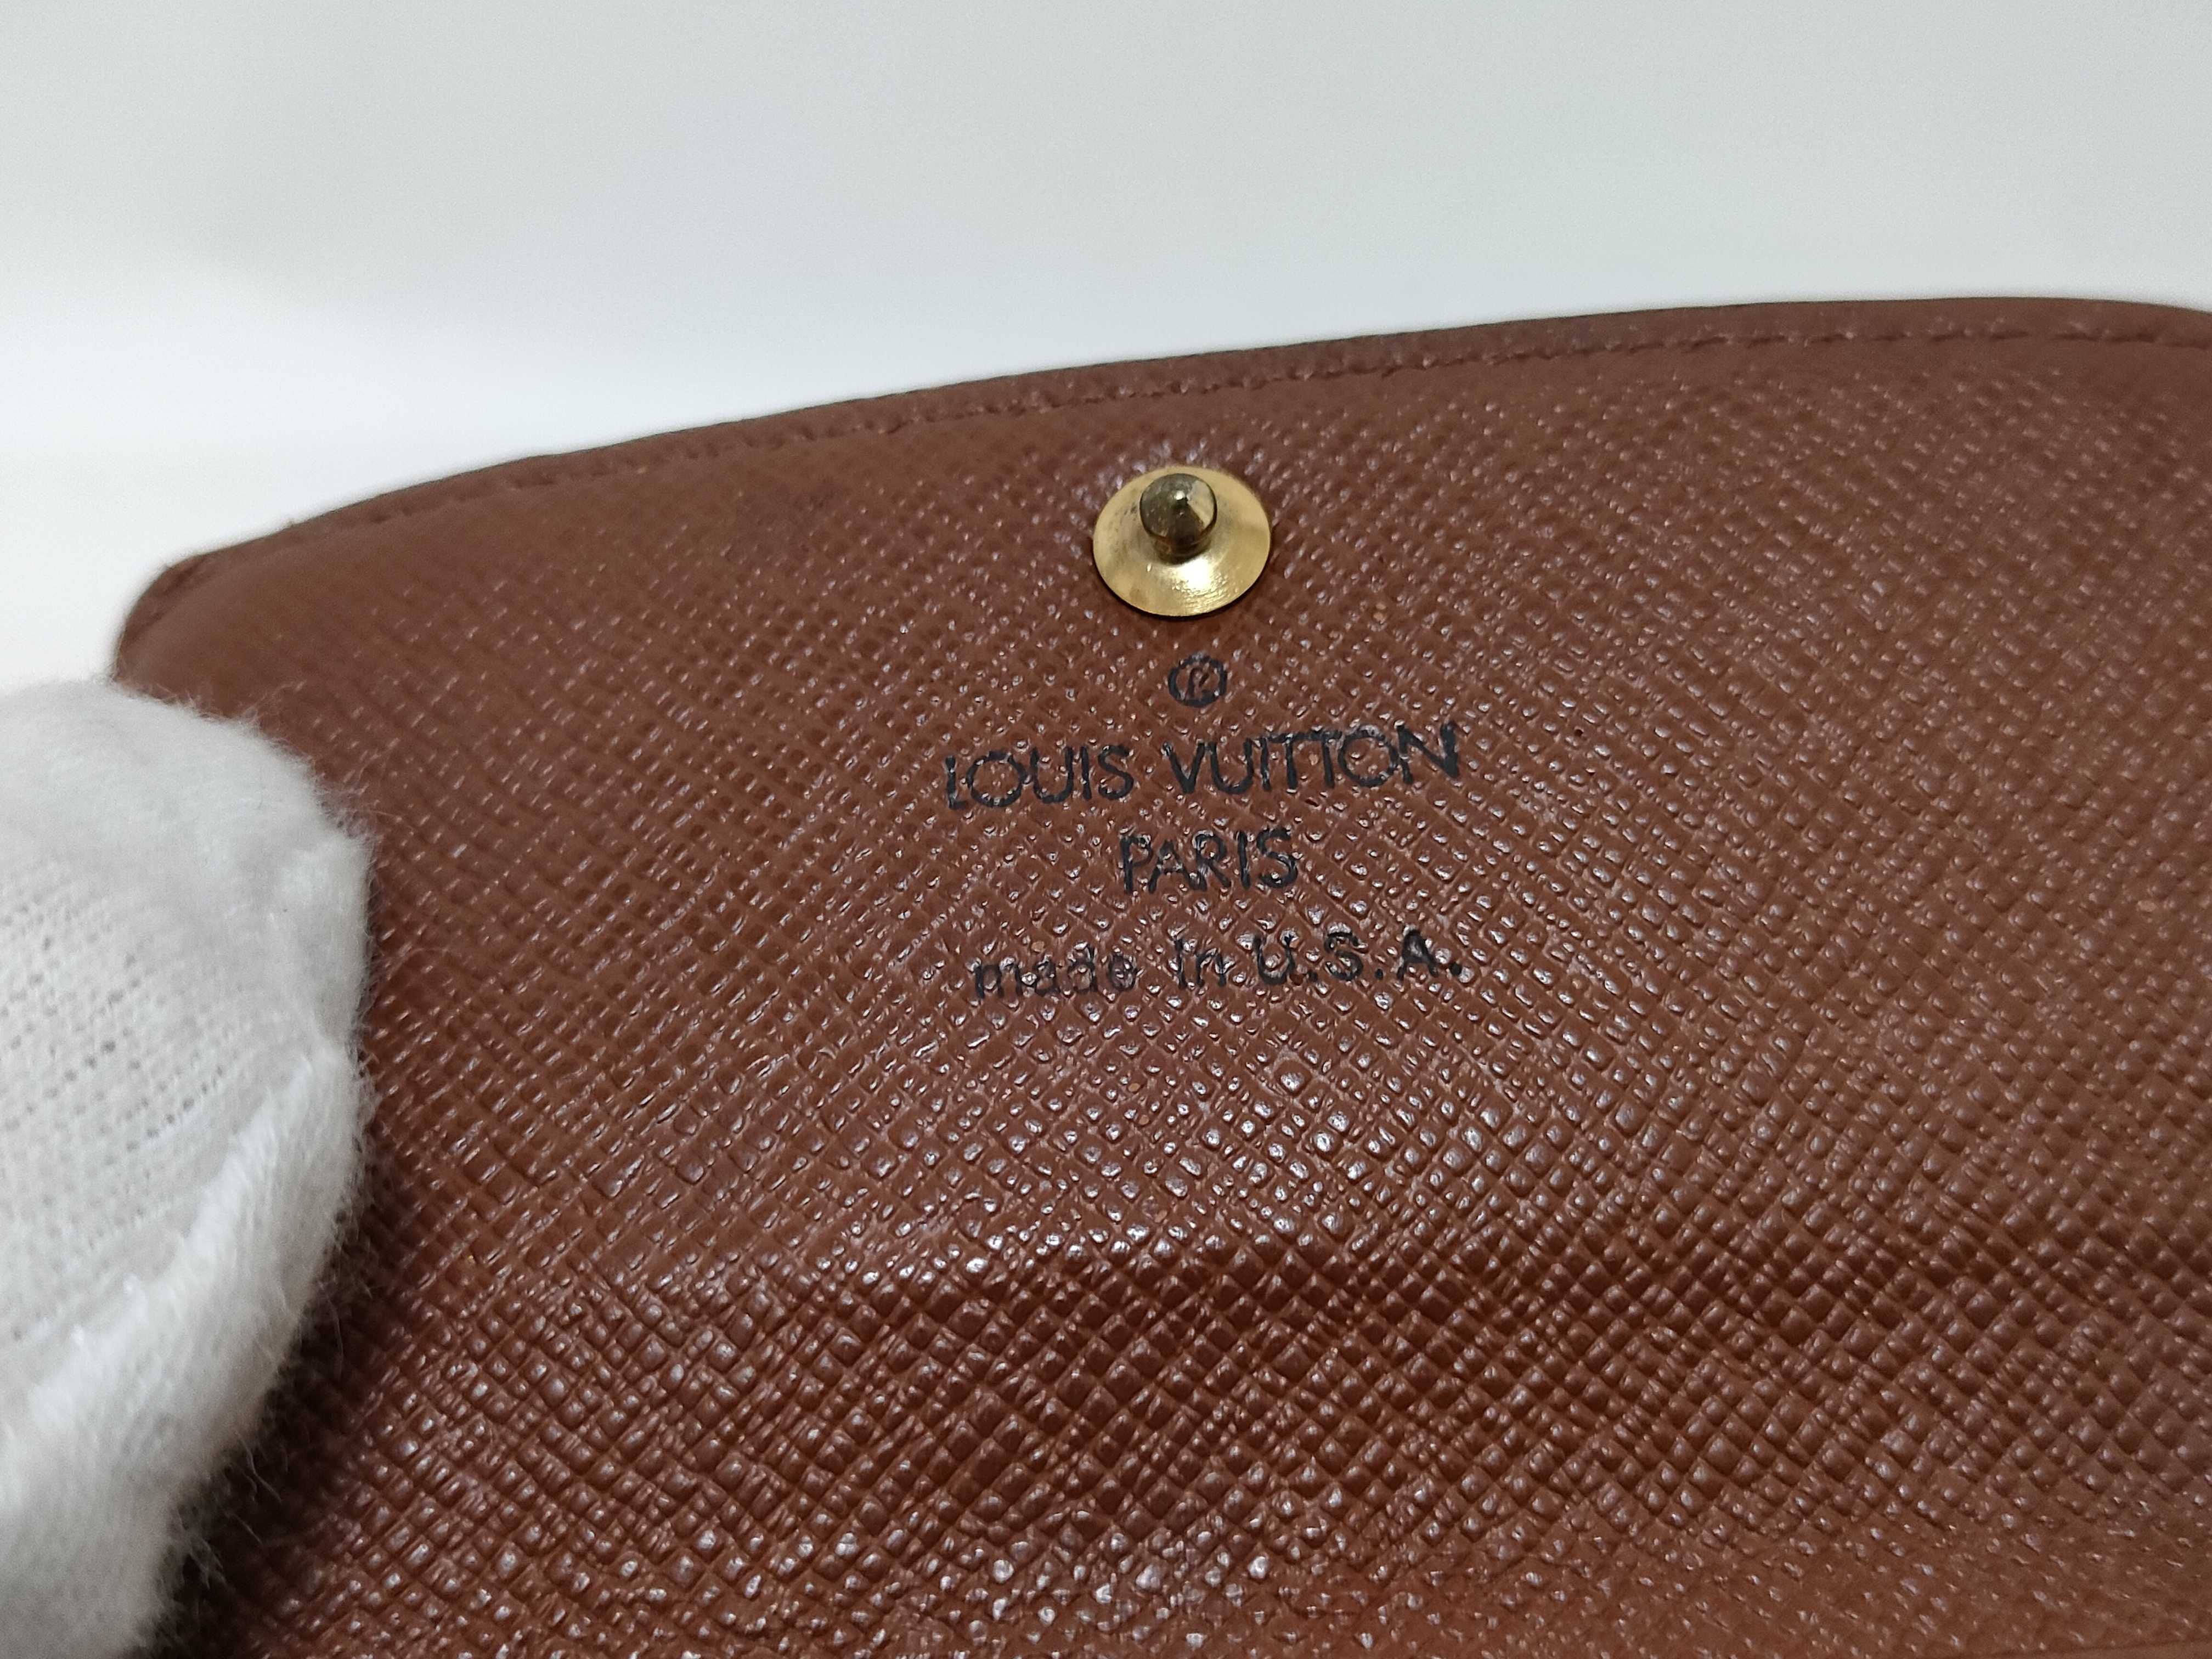 ®
LOUIS VUITTON
PARIS
made in U.S.A.